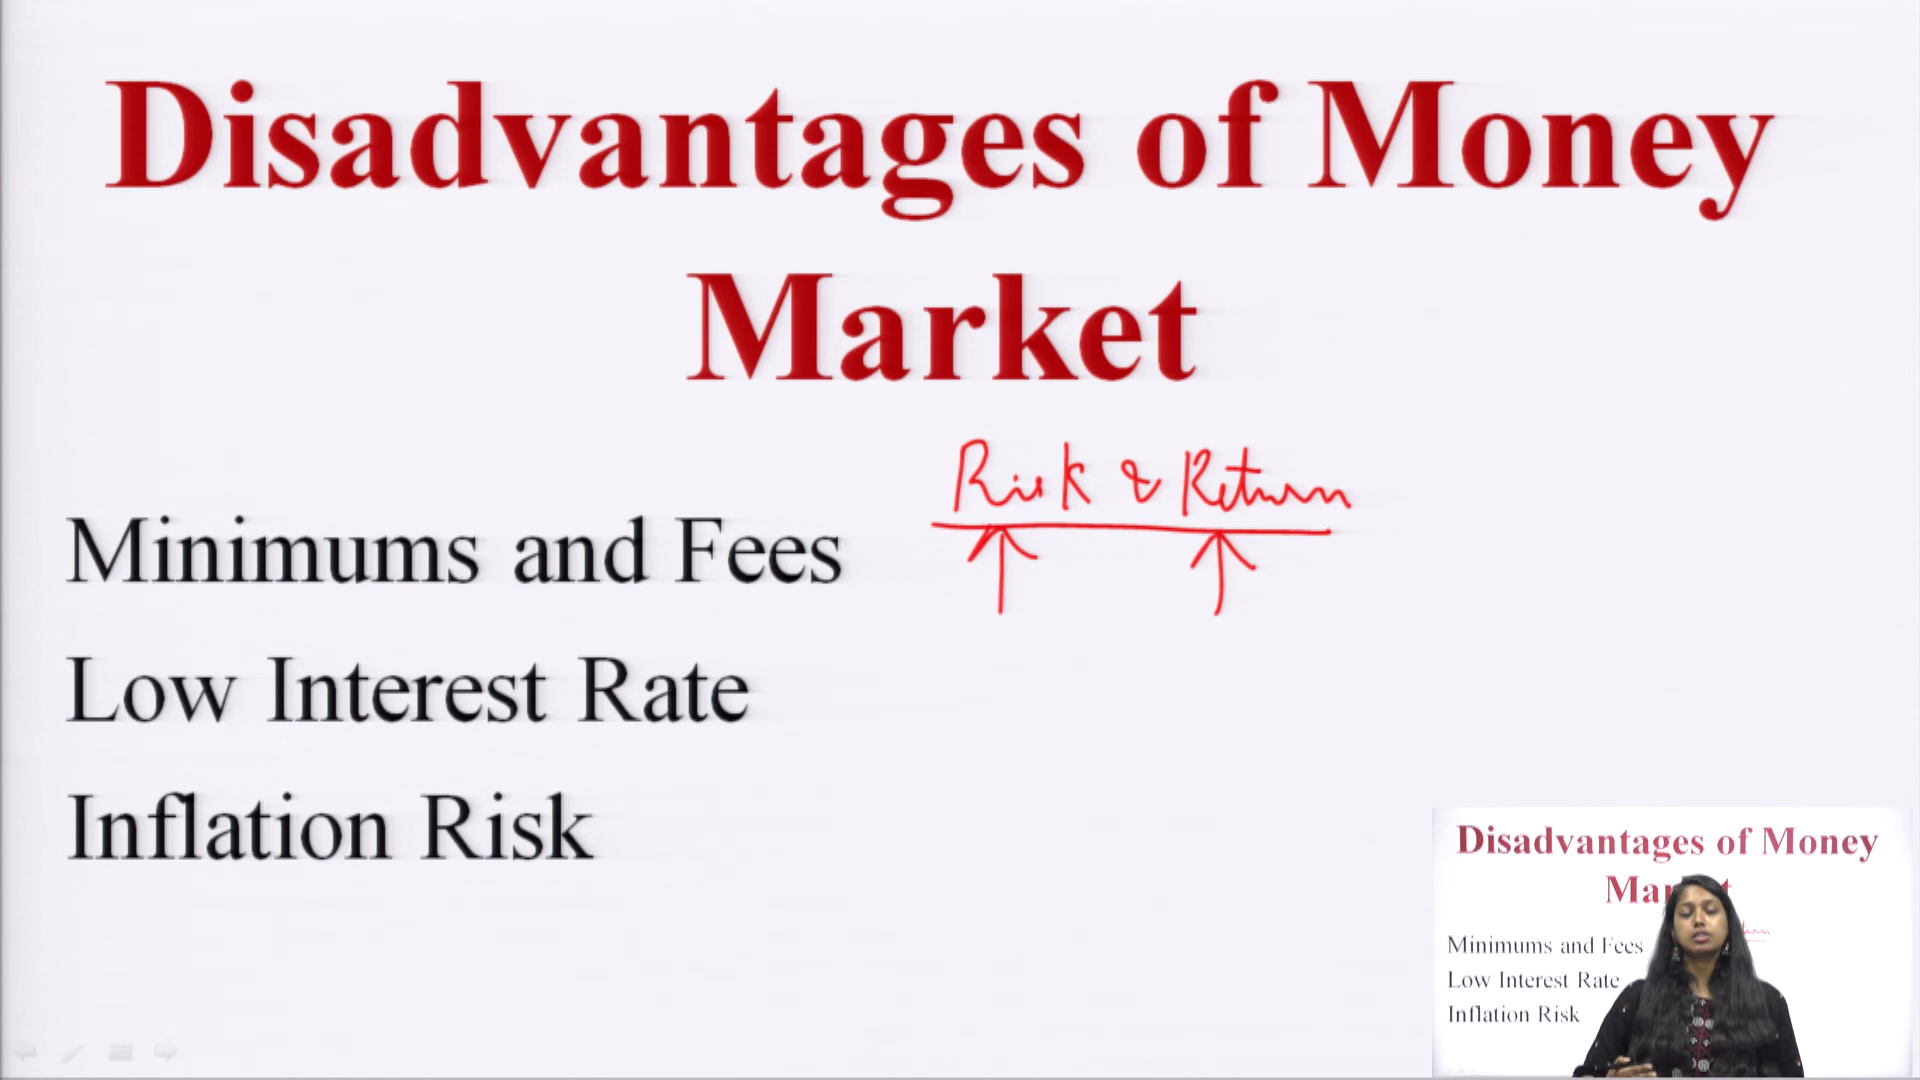 Disadvantages of Money
Market
Risk & Return
Minimums and Fees
Low Interest Rate
Inflation Risk
Disadvantages of Money
Minimums and Fees
Low Interest Rate
Inflation Risk